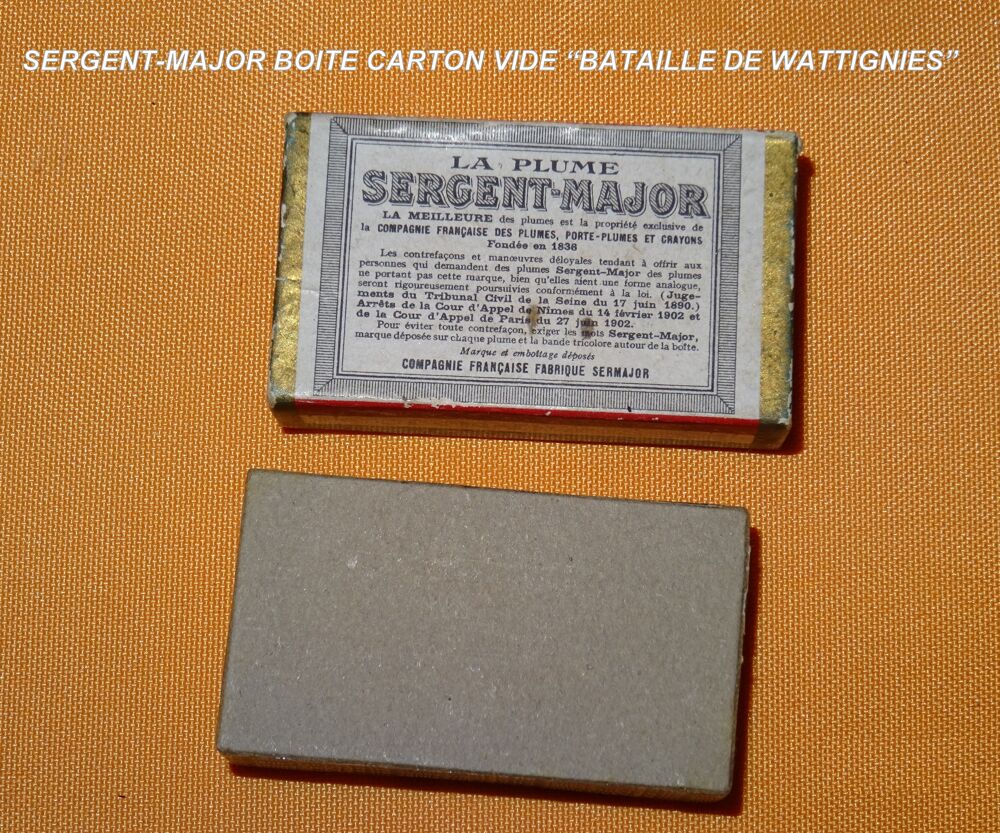 SERGENT-MAJOR BOITE CARTON VIDE “BATAILLE DE WATTIGNIES”
LA PLUME
SERGENT-MAJOR
LA MEILLEURE des plumes est la propriété exclusive de
la COMPAGNIE FRANÇAISE DES PLUMES, PORTE-PLUMES ET CRAYONS
Fondée en 1836
Les contrefaçons et manœuvres déloyales tendant à offrir aux
personnes qui demandent des plumes Sergent-Major des plumes
ne portant pas cette marque, bien qu'elles aient une forme analogue,
seront rigoureusement poursuivies conformément à la loi. (Juge-
ments du Tribunal Civil de la Seine du 17 juin 1890.)
Arrêts de la Cour d'Appel de Nîmes du 14 février 1902 et
de la Cour d'Appel de Paris du 27 juin 1902.
Pour éviter toute contrefaçon, exiger les mots Sergent-Major,
marque déposée sur chaque plume et la bande tricolore autour de la boîte.
Marque et emboîtage déposés
COMPAGNIE FRANÇAISE FABRIQUE SERMAJOR